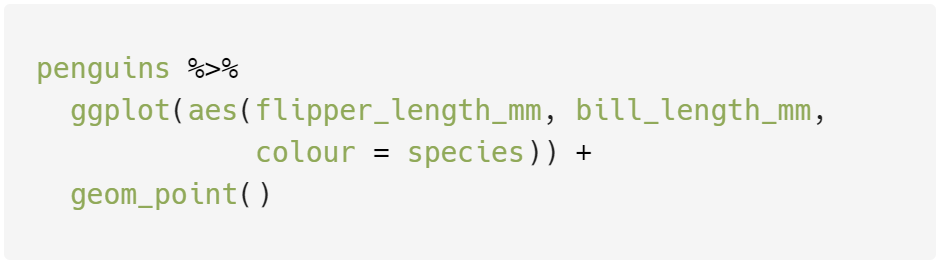 penguins %>%
  ggplot(aes(flipper_length_mm, bill_length_mm,
             colour = species)) +
  geom_point()